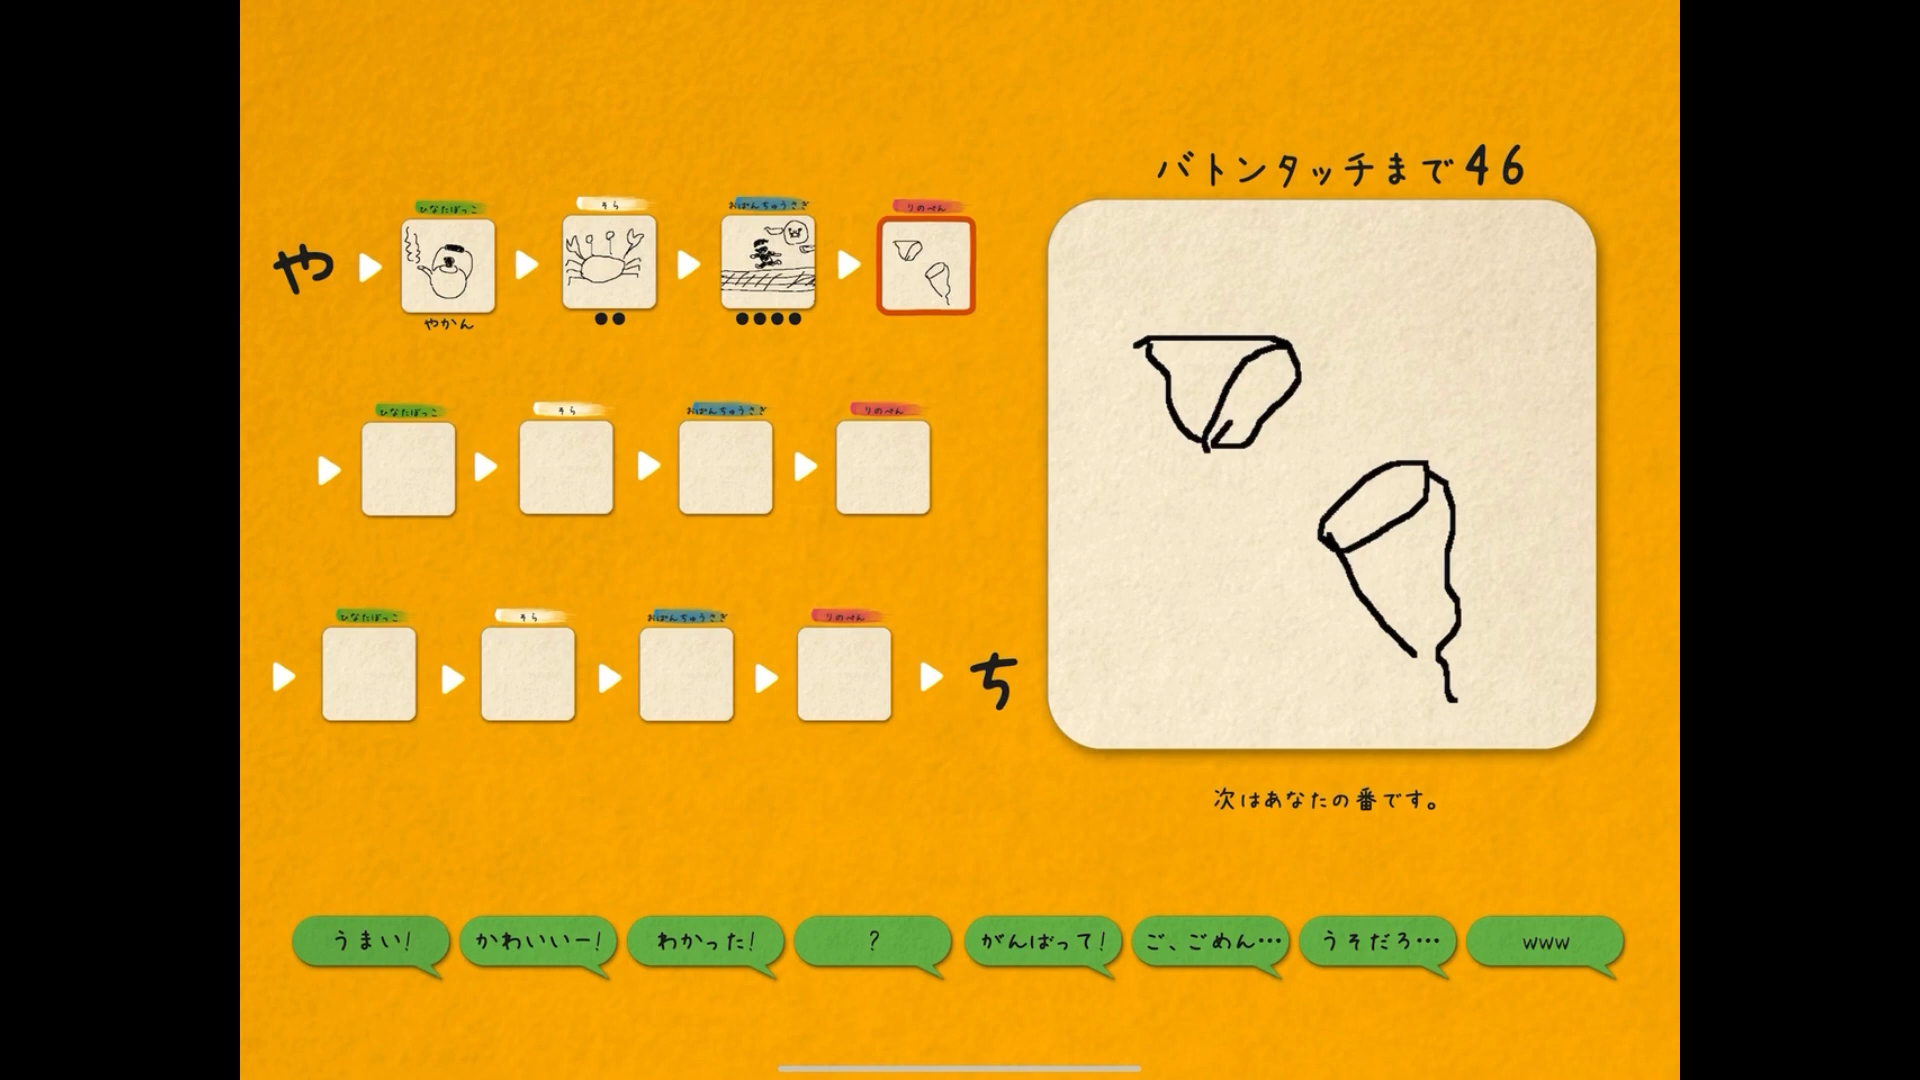 バトンタッチまで46
ひなたぼっこ
そら
おぱんちゅうさぎ
りのぺん
や
やかん
ひなたぼっこ
そら
おぱんちゅうさぎ
りのぺん
ひなたぼっこ
そら
おぱんちゅうさぎ
りのぺん
ち
次はあなたの番です。
うまい!
かわいいー!
わかった!
?
がんばって!
ご、ごめん…
うそだろ…
www